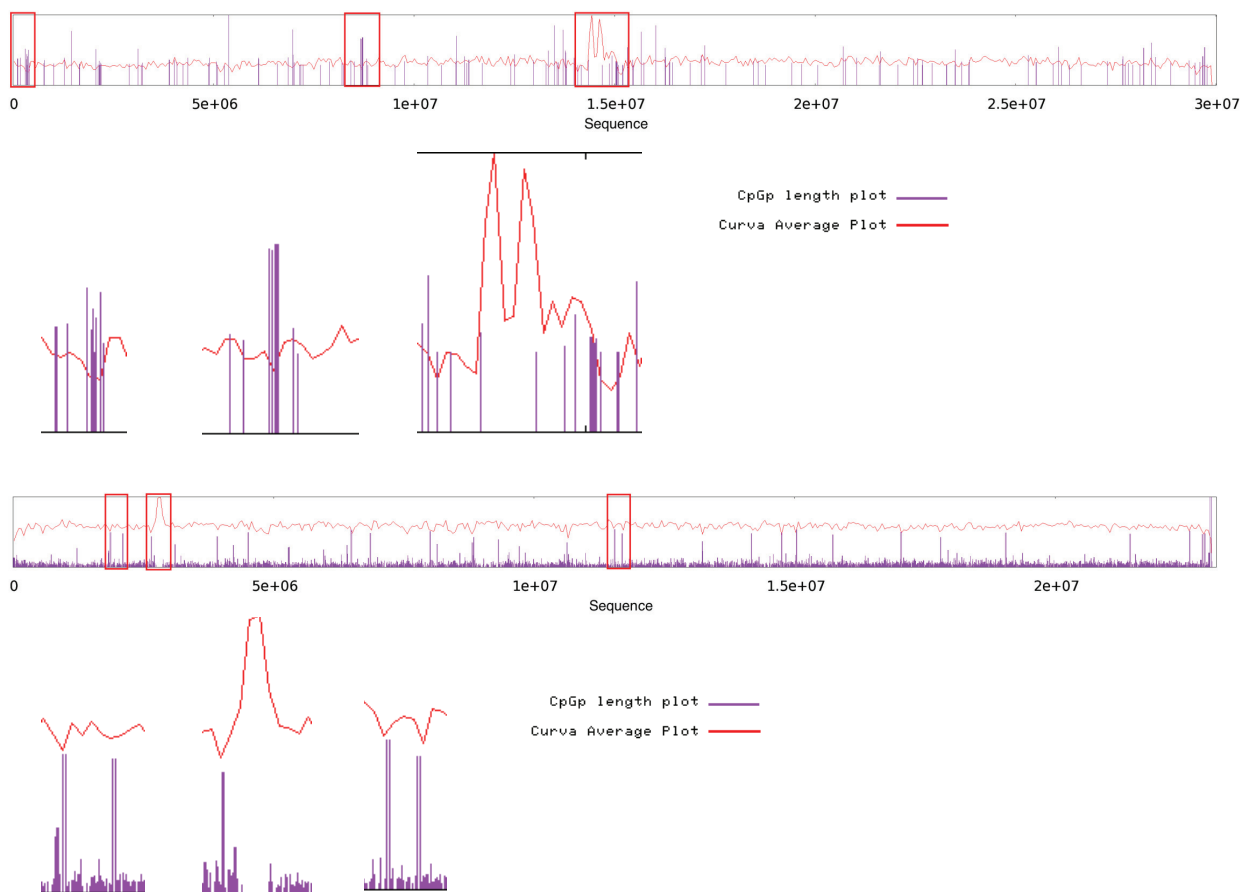 0 5e+06 1e+07 1.5e+07 2e+07 2.5e+07 3e+07
Sequence
CpGp length plot
Curva Average Plot
0 5e+06 1e+07 1.5e+07 2e+07
Sequence
CpGp length plot
Curva Average Plot